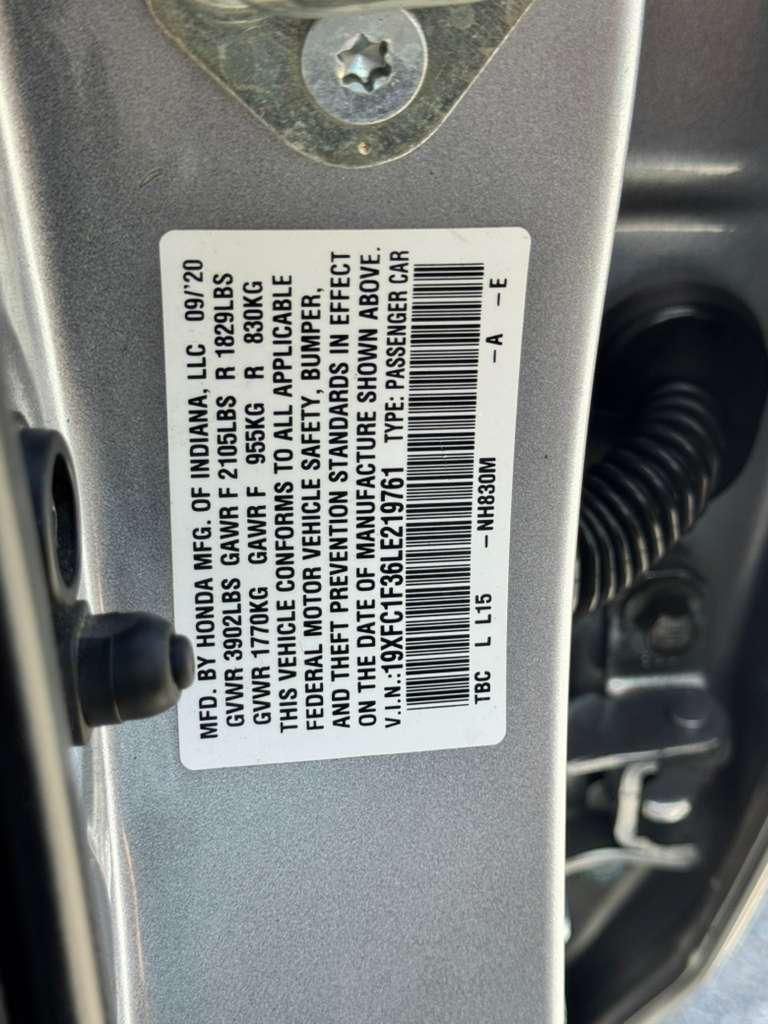 MFD. BY HONDA MFG. OF INDIANA, LLC 09/'20
GVWR 3902LBS GAWR F 2105LBS R 1829LBS
GVWR 1770KG GAWR F 955KG R 830KG
THIS VEHICLE CONFORMS TO ALL APPLICABLE
FEDERAL MOTOR VEHICLE SAFETY, BUMPER,
AND THEFT PREVENTION STANDARDS IN EFFECT
ON THE DATE OF MANUFACTURE SHOWN ABOVE.
V.I.N.:19XFC1F36LE219761 TYPE: PASSENGER CAR
TBC L L15 -NH830M -A -E